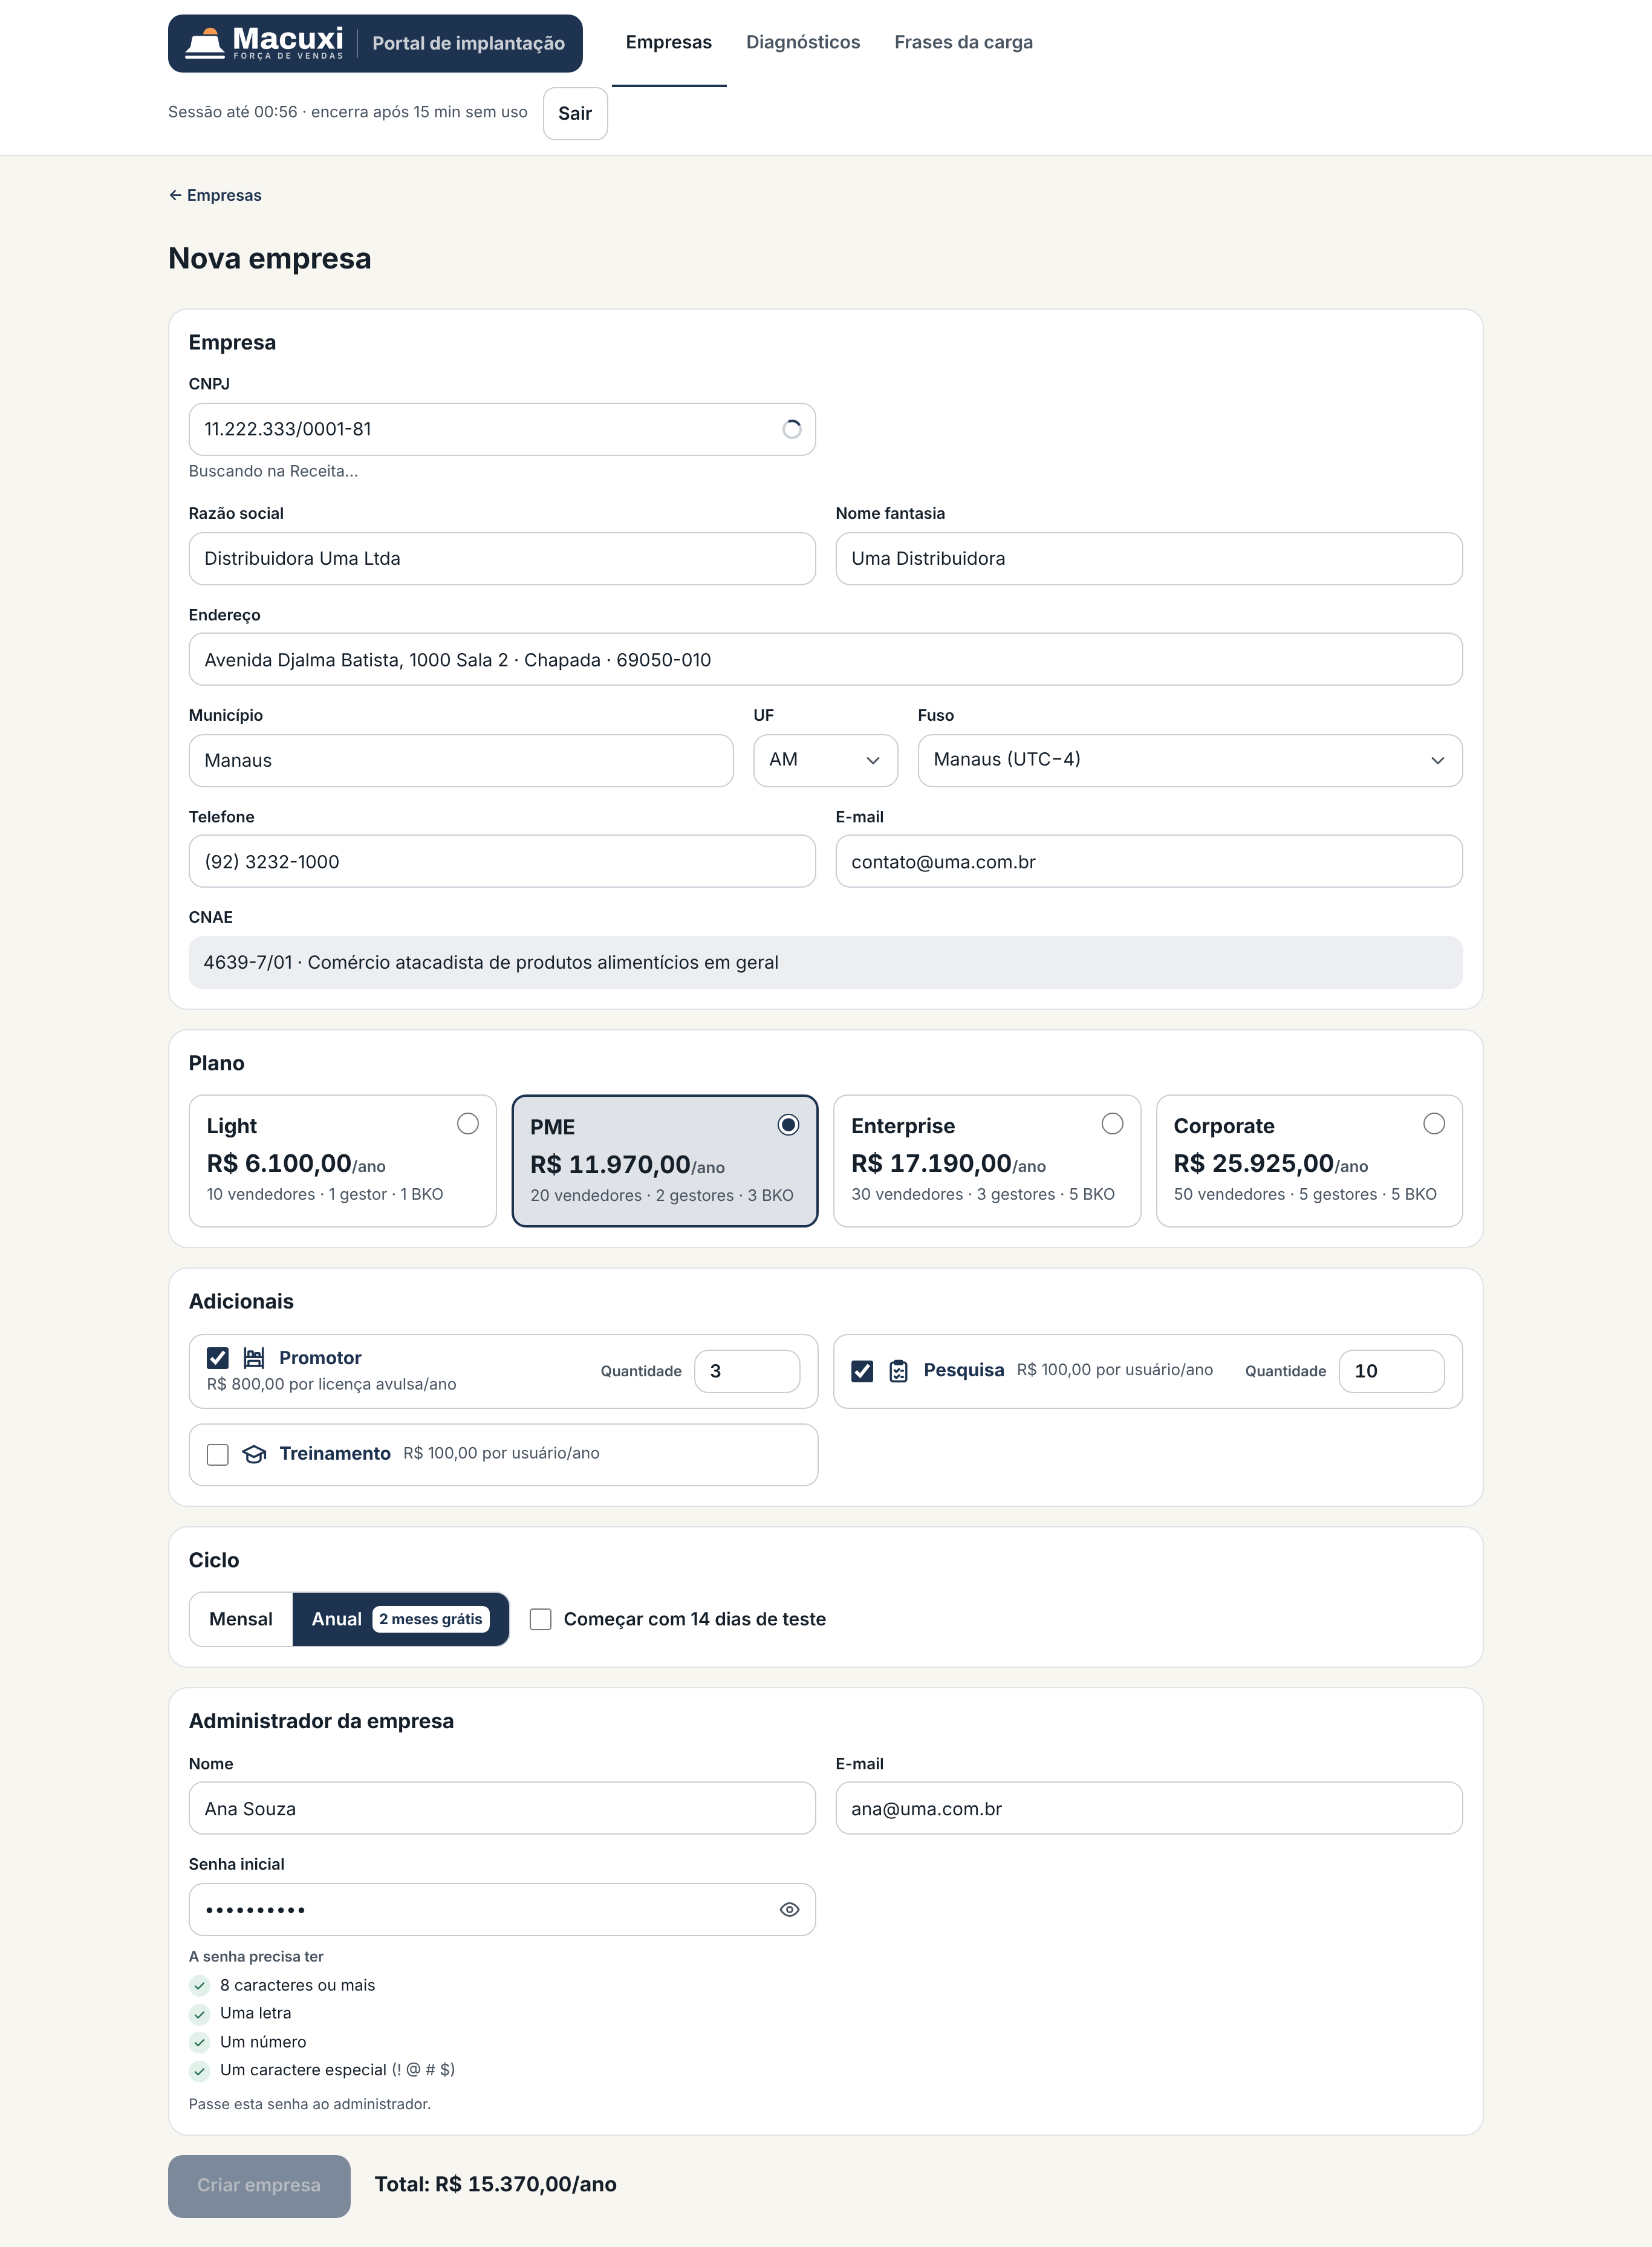 Macuxi
FORÇA DE VENDAS
Portal de implantação
Empresas
Diagnósticos
Frases da carga
Sessão até 00:56 · encerra após 15 min sem uso
Sair
← Empresas
Nova empresa
Empresa
CNPJ
11.222.333/0001-81
Buscando na Receita...
Razão social
Nome fantasia
Distribuidora Uma Ltda
Uma Distribuidora
Endereço
Avenida Djalma Batista, 1000 Sala 2 · Chapada · 69050-010
Município
UF
Fuso
Manaus
AM
Manaus (UTC−4)
Telefone
E-mail
(92) 3232-1000
contato@uma.com.br
CNAE
4639-7/01 · Comércio atacadista de produtos alimentícios em geral
Plano
Light
R$ 6.100,00/ano
10 vendedores · 1 gestor · 1 BKO
PME
R$ 11.970,00/ano
20 vendedores · 2 gestores · 3 BKO
Enterprise
R$ 17.190,00/ano
30 vendedores · 3 gestores · 5 BKO
Corporate
R$ 25.925,00/ano
50 vendedores · 5 gestores · 5 BKO
Adicionais
Promotor
R$ 800,00 por licença avulsa/ano
Quantidade
3
Pesquisa R$ 100,00 por usuário/ano
Quantidade
10
Treinamento R$ 100,00 por usuário/ano
Ciclo
Mensal
Anual
2 meses grátis
Começar com 14 dias de teste
Administrador da empresa
Nome
E-mail
Ana Souza
ana@uma.com.br
Senha inicial
••••••••••
A senha precisa ter
8 caracteres ou mais
Uma letra
Um número
Um caractere especial (! @ # $)
Passe esta senha ao administrador.
Criar empresa
Total: R$ 15.370,00/ano